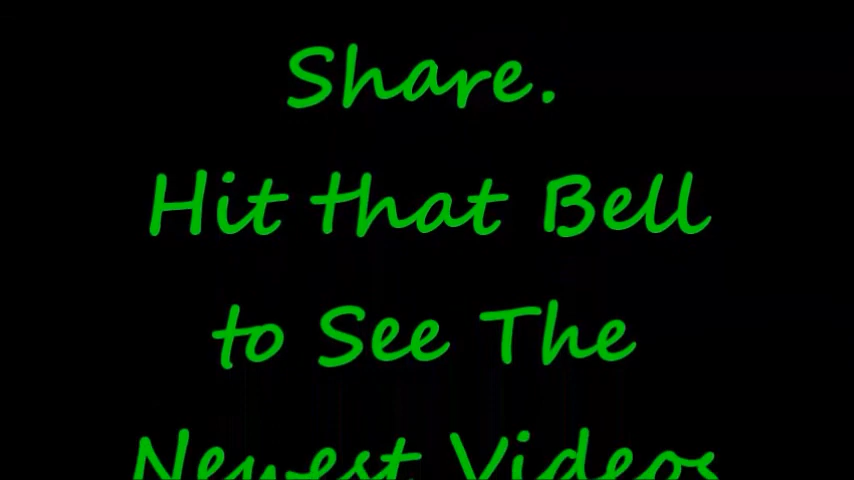 Share.
Hit that Bell
to See The
Newest Videos